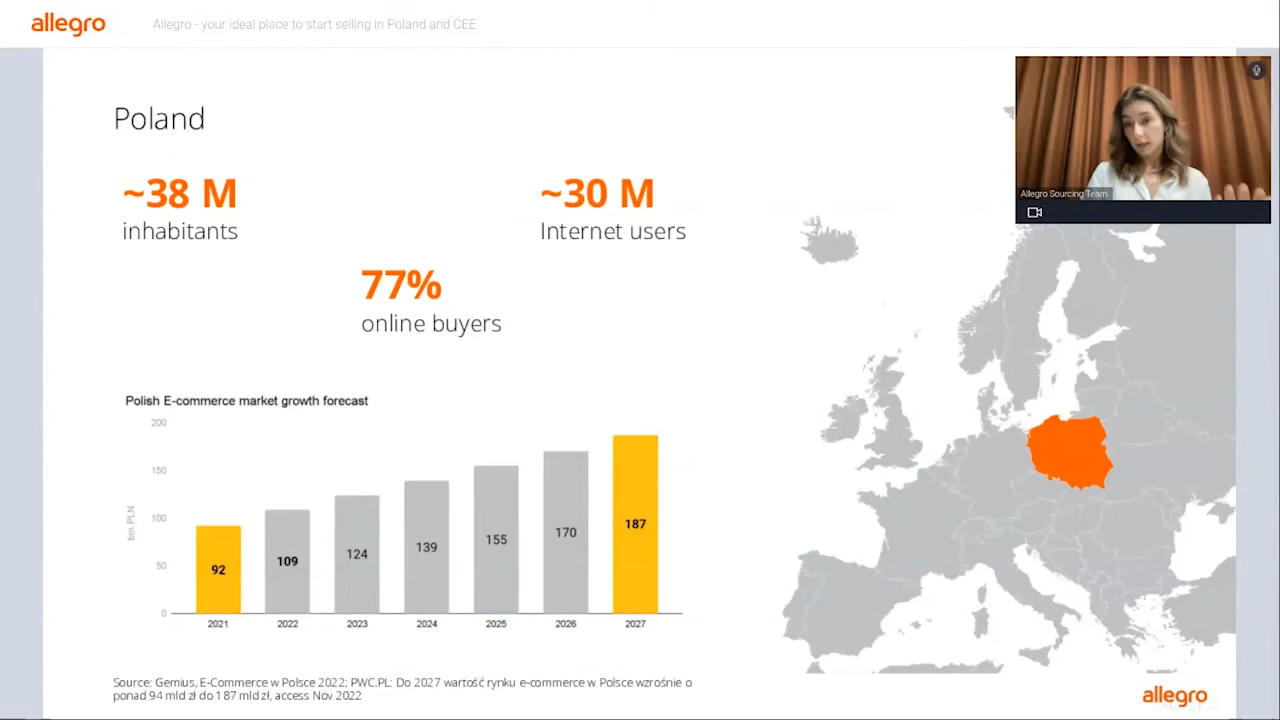 allegro
Allegro - your ideal place to start selling in Poland and CEE
Allegro Sourcing Team
Poland
~38 M
inhabitants
~30 M
Internet users
77%
online buyers
Polish E-commerce market growth forecast
bln PLN
200
150
100
50
0
92
109
124
139
155
170
187
2021
2022
2023
2024
2025
2026
2027
Source: Gemius, E-Commerce w Polsce 2022; PWC.PL: Do 2027 wartość rynku e-commerce w Polsce wzrośnie o
ponad 94 mld zł do 187 mld zł, access Nov 2022
allegro